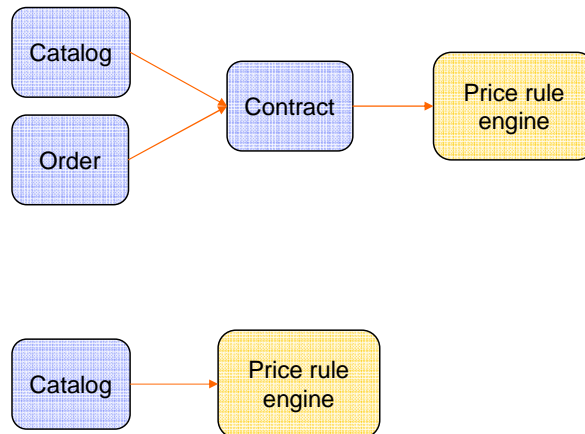 Catalog
Order
Contract
Price rule
engine
Catalog
Price rule
engine